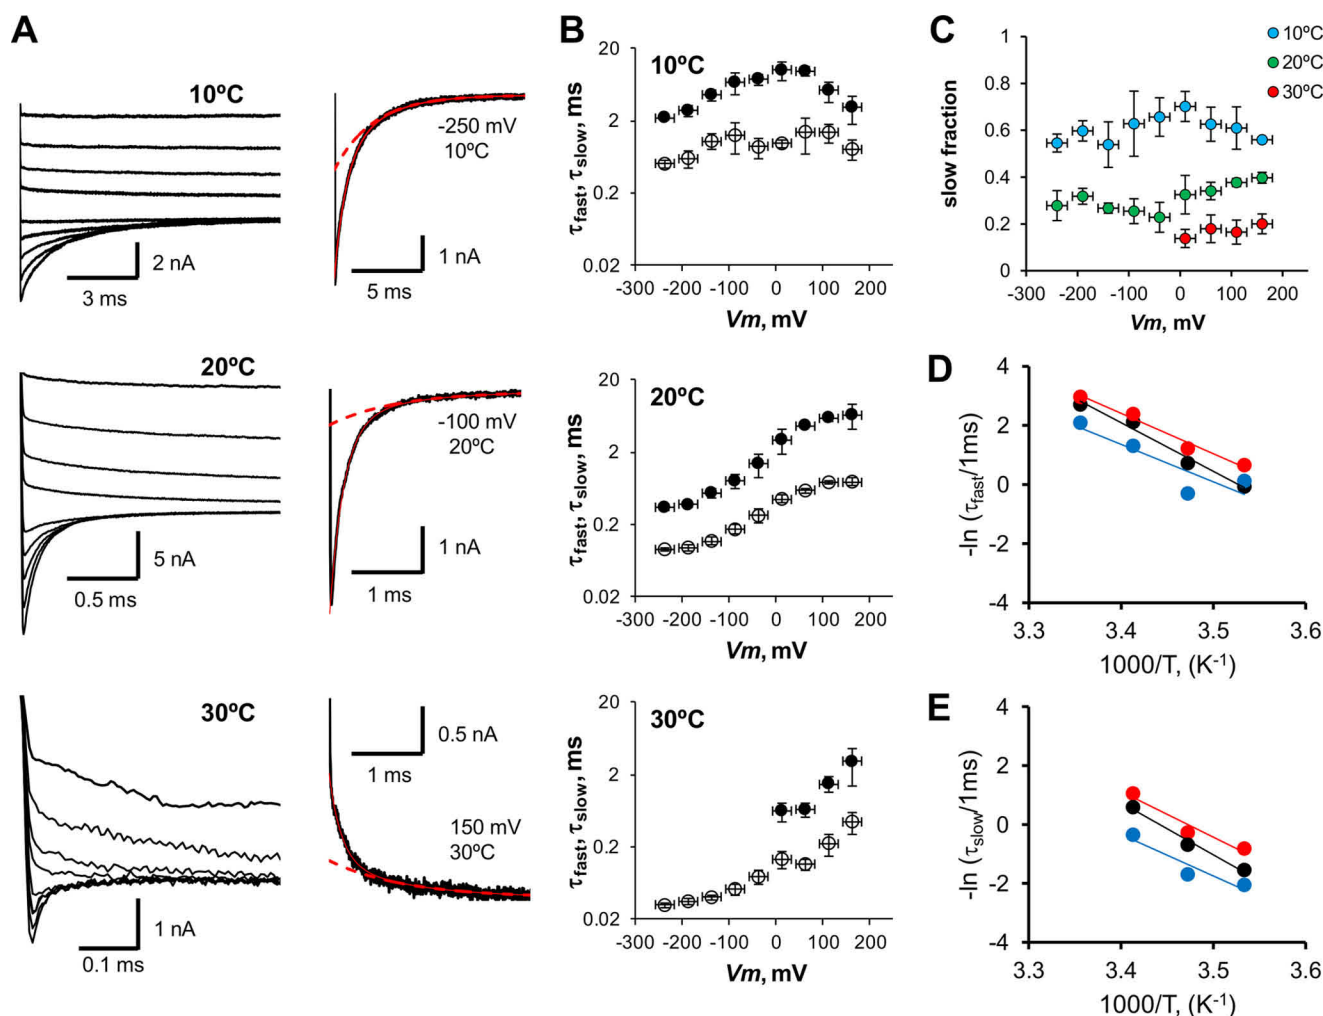 A
10ºC
2 nA
3 ms
-250 mV
10ºC
1 nA
5 ms
20ºC
5 nA
0.5 ms
-100 mV
20ºC
1 nA
1 ms
30ºC
1 nA
0.1 ms
0.5 nA
1 ms
150 mV
30ºC
B
10ºC
τfast, τslow, ms
20
2
0.2
0.02
-300 -200 -100 0 100 200
Vm, mV
20ºC
τfast, τslow, ms
20
2
0.2
0.02
-300 -200 -100 0 100 200
Vm, mV
30ºC
τfast, τslow, ms
20
2
0.2
0.02
-300 -200 -100 0 100 200
Vm, mV
C
10ºC
20ºC
30ºC
slow fraction
1
0.8
0.6
0.4
0.2
0
-300 -200 -100 0 100 200
Vm, mV
D
-ln (τfast/1ms)
4
2
0
-2
-4
3.3 3.4 3.5 3.6
1000/T, (K-1)
E
-ln (τslow/1ms)
4
2
0
-2
-4
3.3 3.4 3.5 3.6
1000/T, (K-1)